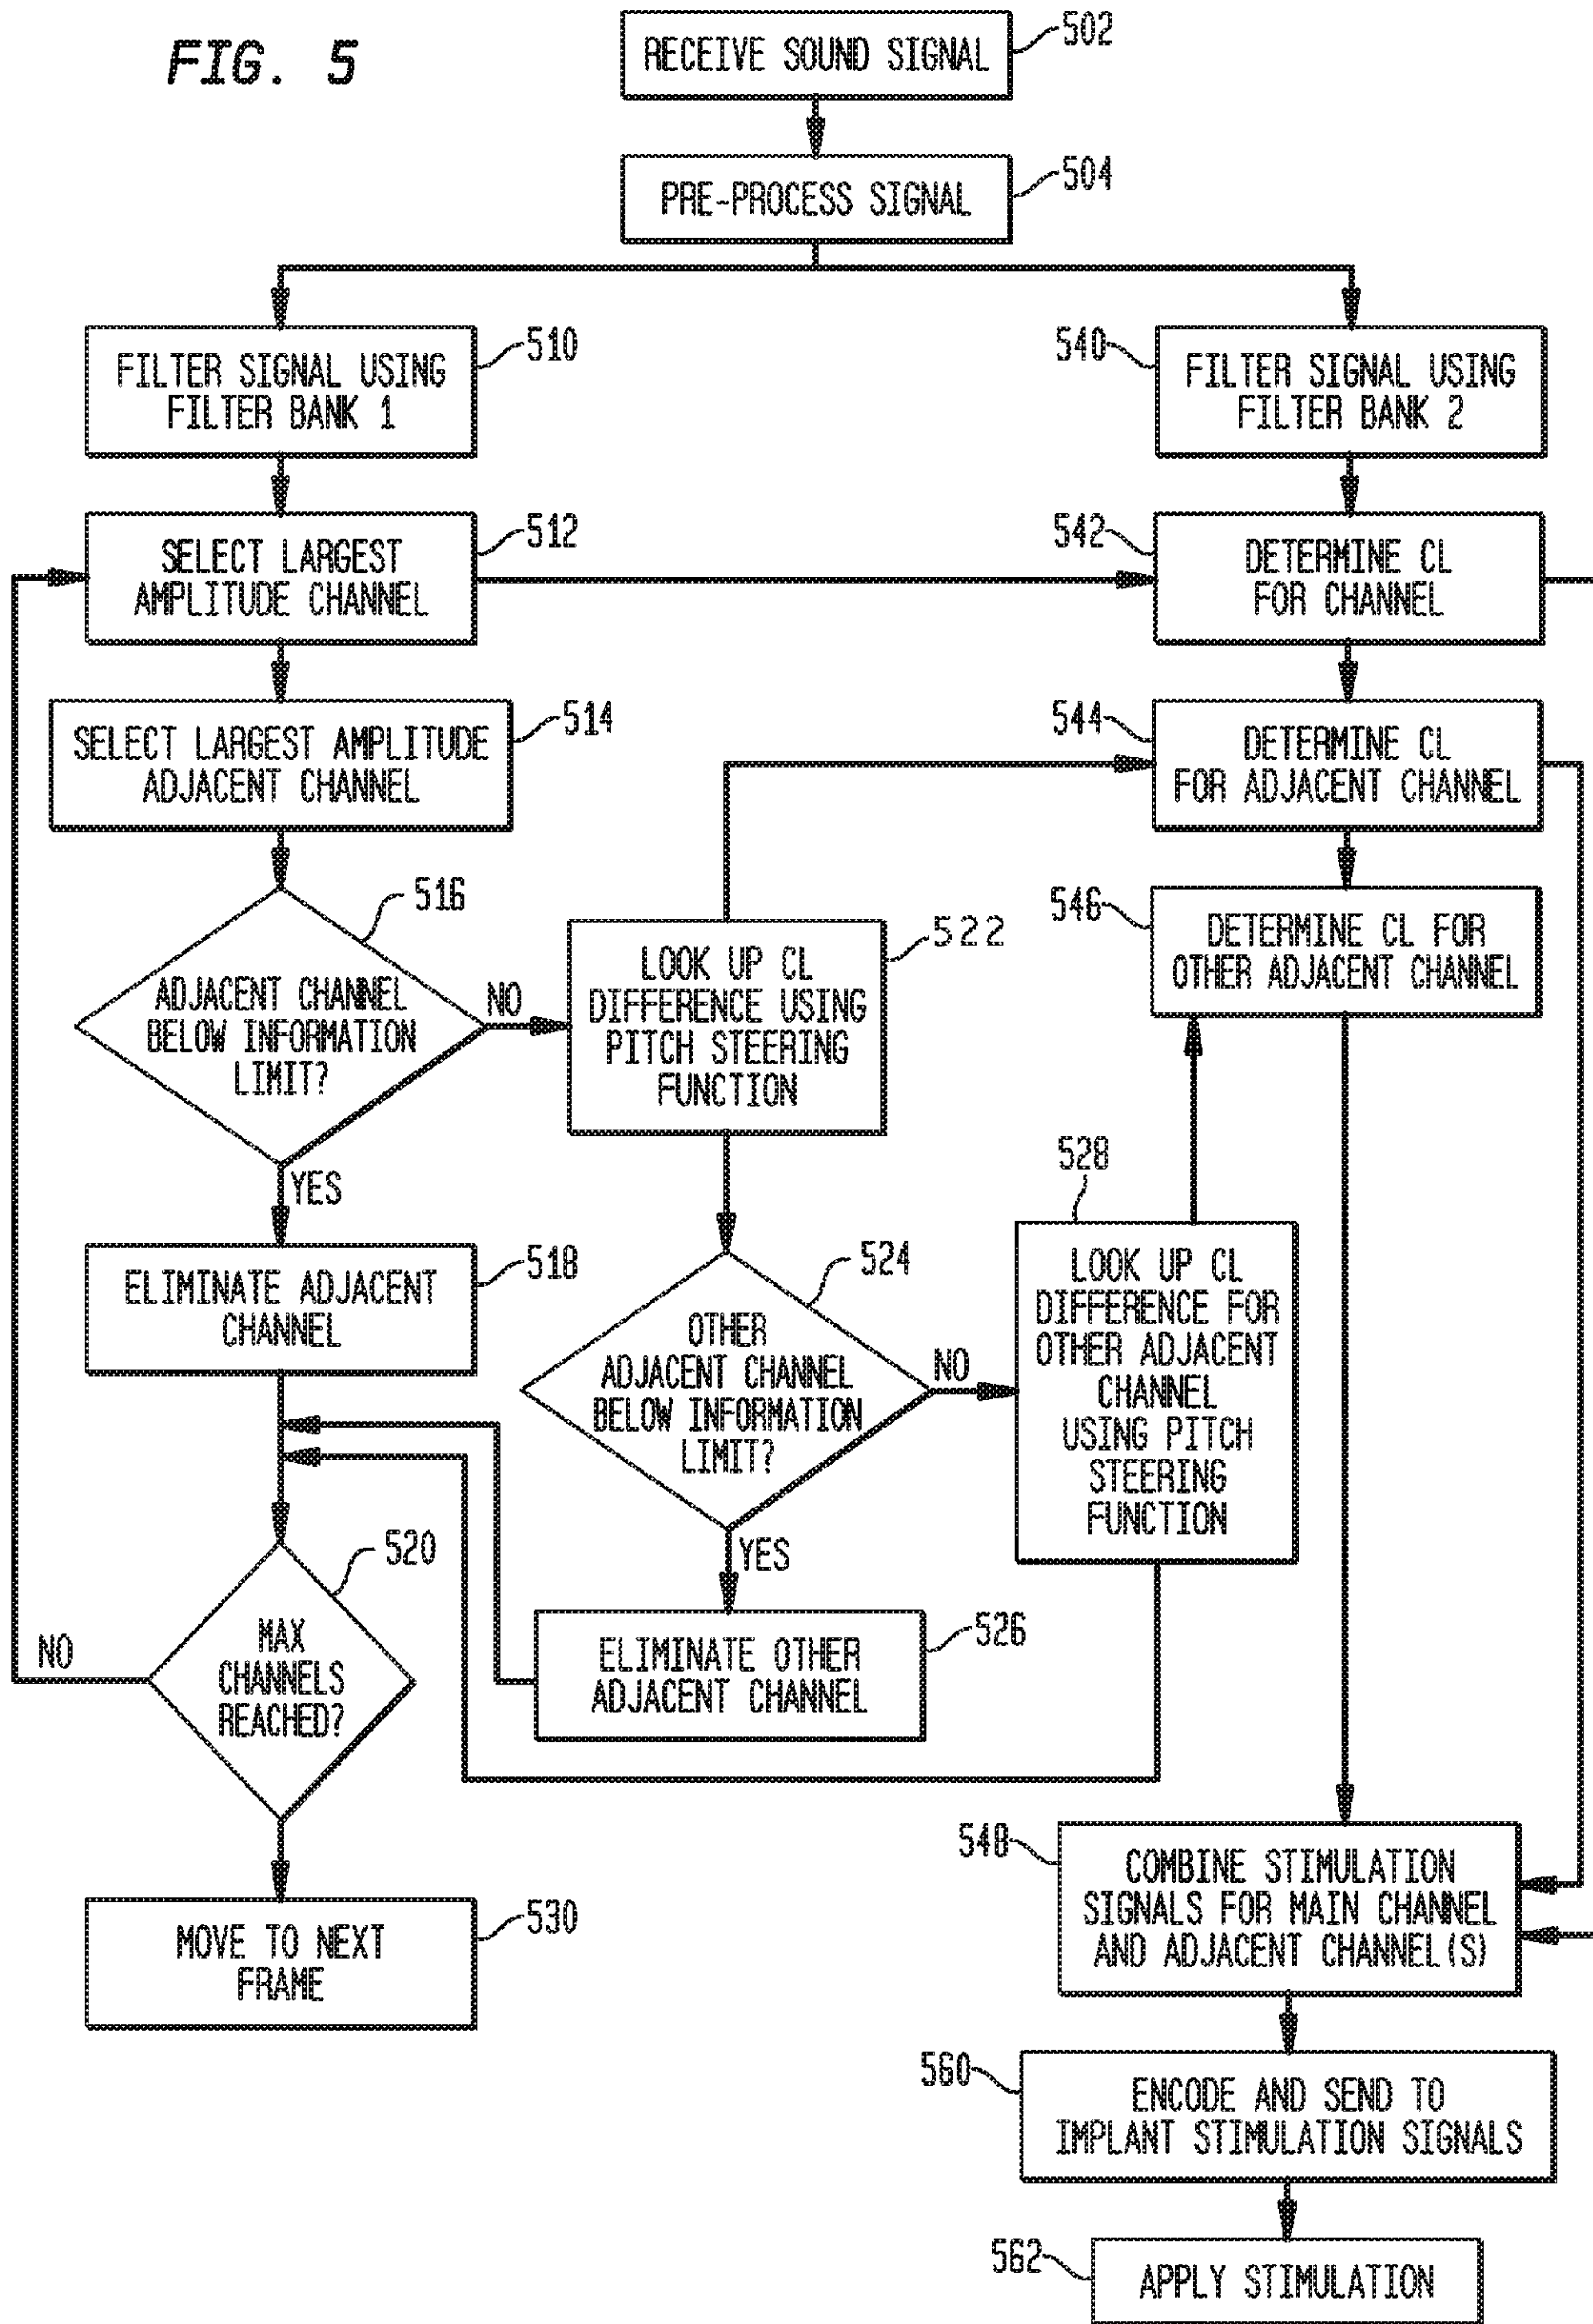 FIG. 5
RECEIVE SOUND SIGNAL
502
PRE-PROCESS SIGNAL
504
FILTER SIGNAL USING
FILTER BANK 1
510
540
FILTER SIGNAL USING
FILTER BANK 2
SELECT LARGEST
AMPLITUDE CHANNEL
512
542
DETERMINE CL
FOR CHANNEL
SELECT LARGEST AMPLITUDE
ADJACENT CHANNEL
514
544
DETERMINE CL
FOR ADJACENT CHANNEL
516
ADJACENT CHANNEL
BELOW INFORMATION
LIMIT?
NO
YES
LOOK UP CL
DIFFERENCE USING
PITCH STEERING
FUNCTION
522
546
DETERMINE CL FOR
OTHER ADJACENT CHANNEL
ELIMINATE ADJACENT
CHANNEL
518
524
OTHER
ADJACENT CHANNEL
BELOW INFORMATION
LIMIT?
NO
YES
528
LOOK UP CL
DIFFERENCE FOR
OTHER ADJACENT
CHANNEL
USING PITCH
STEERING
FUNCTION
520
MAX
CHANNELS
REACHED?
NO
ELIMINATE OTHER
ADJACENT CHANNEL
526
MOVE TO NEXT
FRAME
530
548
COMBINE STIMULATION
SIGNALS FOR MAIN CHANNEL
AND ADJACENT CHANNEL(S)
560
ENCODE AND SEND TO
IMPLANT STIMULATION SIGNALS
562
APPLY STIMULATION